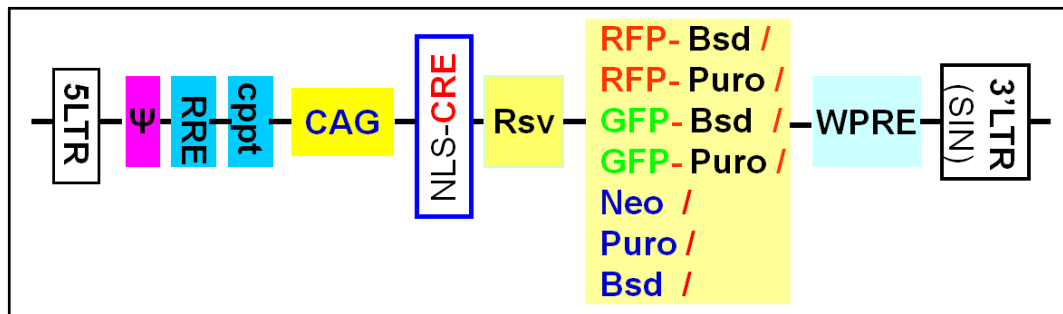 5LTR
Ψ
RRE
cppt
CAG
NLS-CRE
Rsv
RFP- Bsd /
RFP- Puro /
GFP- Bsd /
GFP- Puro /
Neo /
Puro /
Bsd /
WPRE
3'LTR
(SIN)